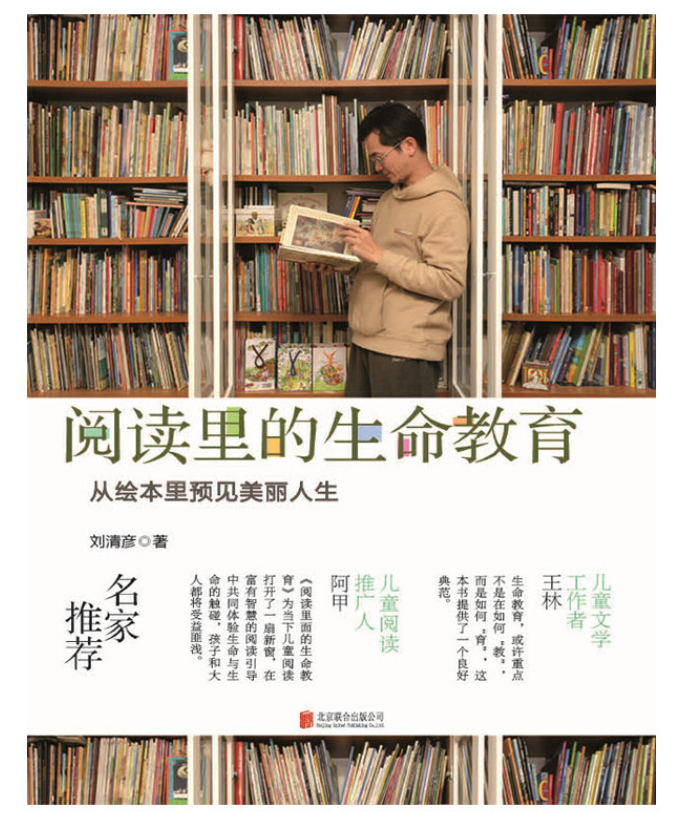 阅读里的生命教育
从绘本里预见美丽人生
刘清彦◎著
儿童文学
工作者
王林
生命教育，或许重点
不是在如何“教”，
而是如何“育”，这
本书提供了一个良好
典范。
儿童阅读
推广人
阿甲
《阅读里面的生命教
育》为当下儿童阅读
打开了一扇新窗，在
富有智慧的阅读引导
中共同体验生命与生
命的触碰，孩子和大
人都将受益匪浅。
名家
推荐
北京联合出版公司
Beijing United Publishing Co.,Ltd.